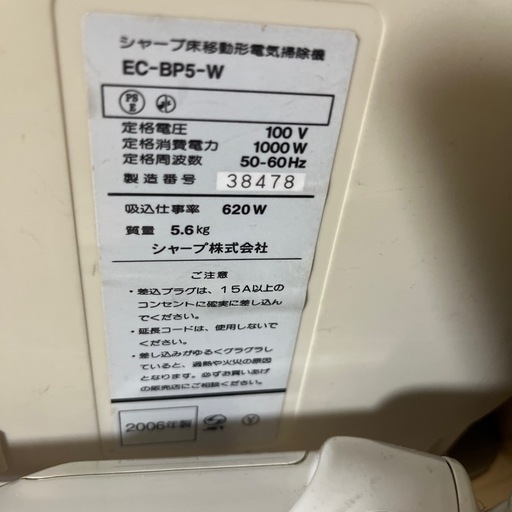 シャープ床移動形電気掃除機
EC-BP5-W
PS
E
定格電圧 100 V
定格消費電力 1000 W
定格周波数 50-60 Hz
製造番号 38478
吸込仕事率 620 W
質量 5.6 kg
シャープ株式会社
ご注意
・差込プラグは、15A以上の
コンセントに確実に差し込ん
でください。
・延長コードは、使用しないで
ください。
・差し込みがゆるくグラグラし
ていると、過熱や火災の原因
となります。必ずお買いあげ
の販売店にご相談ください。
2006年製
Y